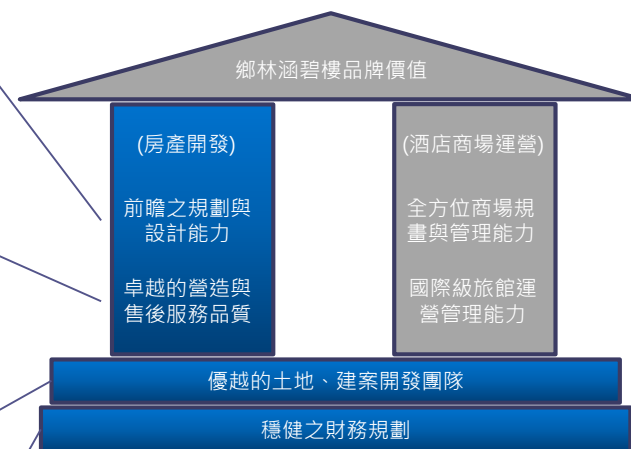 鄉林涵碧樓品牌價值
(房產開發)
前瞻之規劃與
設計能力
卓越的營造與
售後服務品質
(酒店商場運營)
全方位商場規
畫與管理能力
國際級旅館運
營管理能力
優越的土地、建案開發團隊
穩健之財務規劃